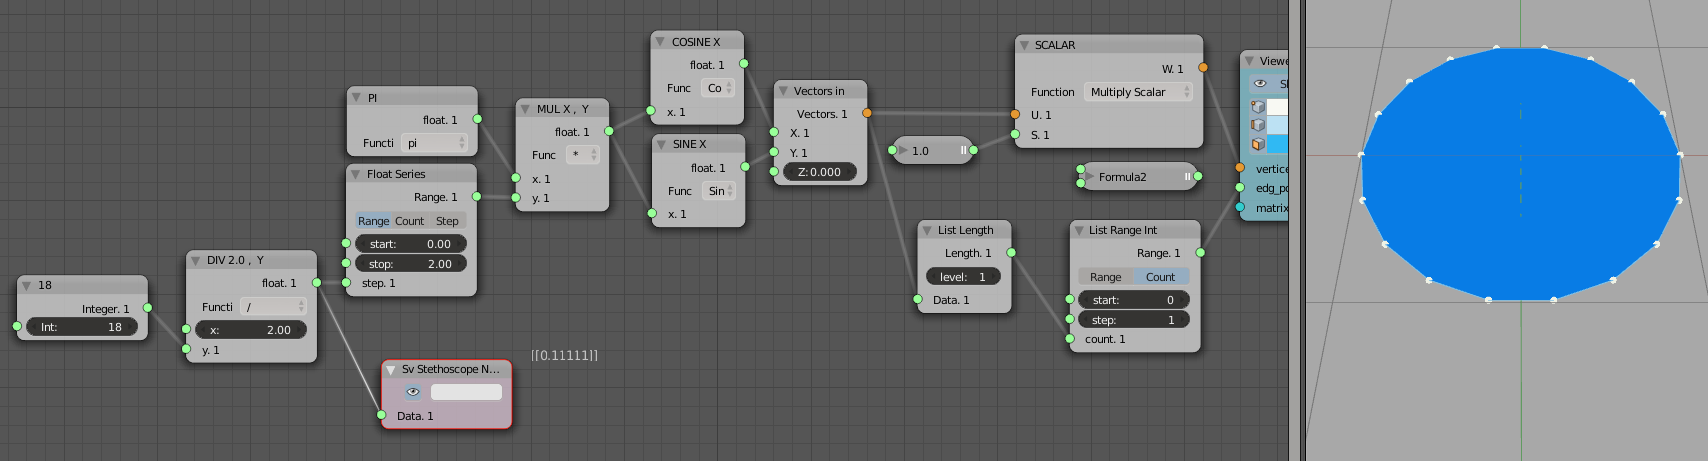 18
Integer. 1
Int: 18
DIV 2.0 , Y
float. 1
Functi /
x: 2.00
y. 1
PI
float. 1
Functi pi
Float Series
Range. 1
Range Count Step
start: 0.00
stop: 2.00
step. 1
Sv Stethoscope N...
Data. 1
[[0.11111]]
MUL X , Y
float. 1
Func *
x. 1
y. 1
COSINE X
float. 1
Func Co
x. 1
SINE X
float. 1
Func Sin
x. 1
Vectors in
Vectors. 1
X. 1
Y. 1
Z: 0.000
1.0
List Length
Length. 1
level: 1
Data. 1
SCALAR
W. 1
Function Multiply Scalar
U. 1
S. 1
Formula2
List Range Int
Range. 1
Range Count
start: 0
step: 1
count. 1
Viewe
vertice
edg_po
matrix